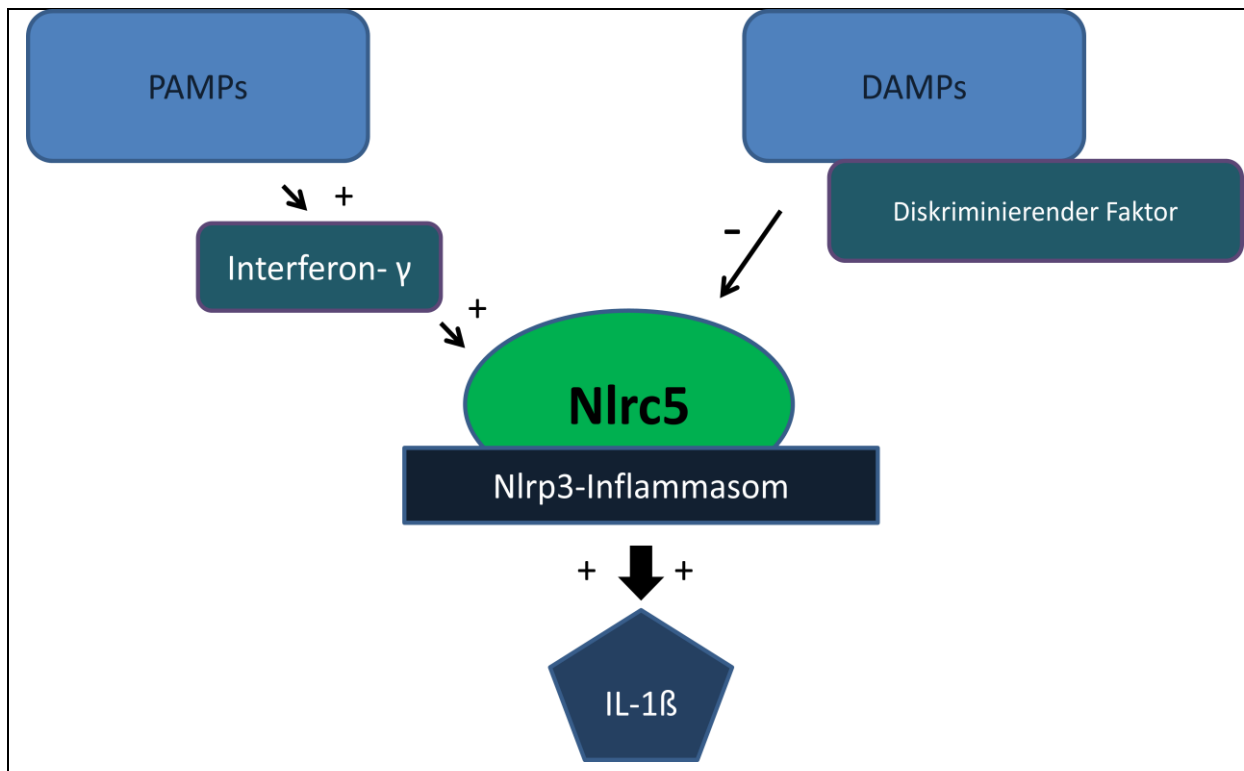 PAMPs
DAMPs
Diskriminierender Faktor
+
Interferon- γ
-
+
Nlrc5
Nlrp3-Inflammasom
+ +
IL-1ß